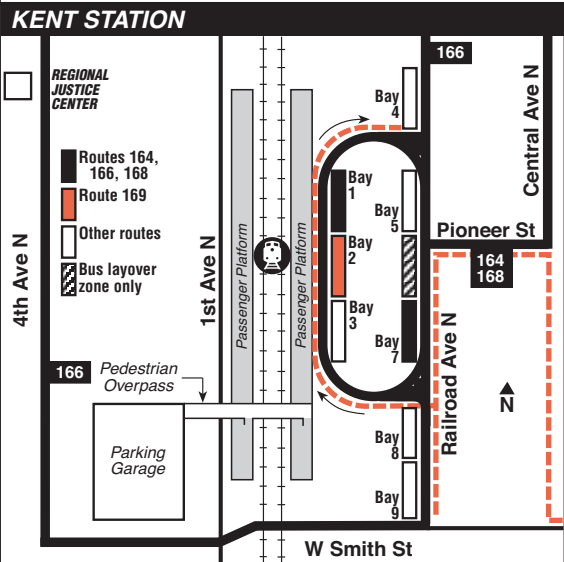 KENT STATION
REGIONAL
JUSTICE
CENTER
166
Bay
4
Central Ave N
Routes 164,
166, 168
Route 169
Other routes
Bus layover
zone only
4th Ave N
1st Ave N
Passenger Platform
Passenger Platform
Bay
1
Bay
5
Bay
2
Bay
3
Bay
7
Pioneer St
164
168
Railroad Ave N
N
166
Pedestrian
Overpass
Parking
Garage
Bay
8
Bay
9
W Smith St